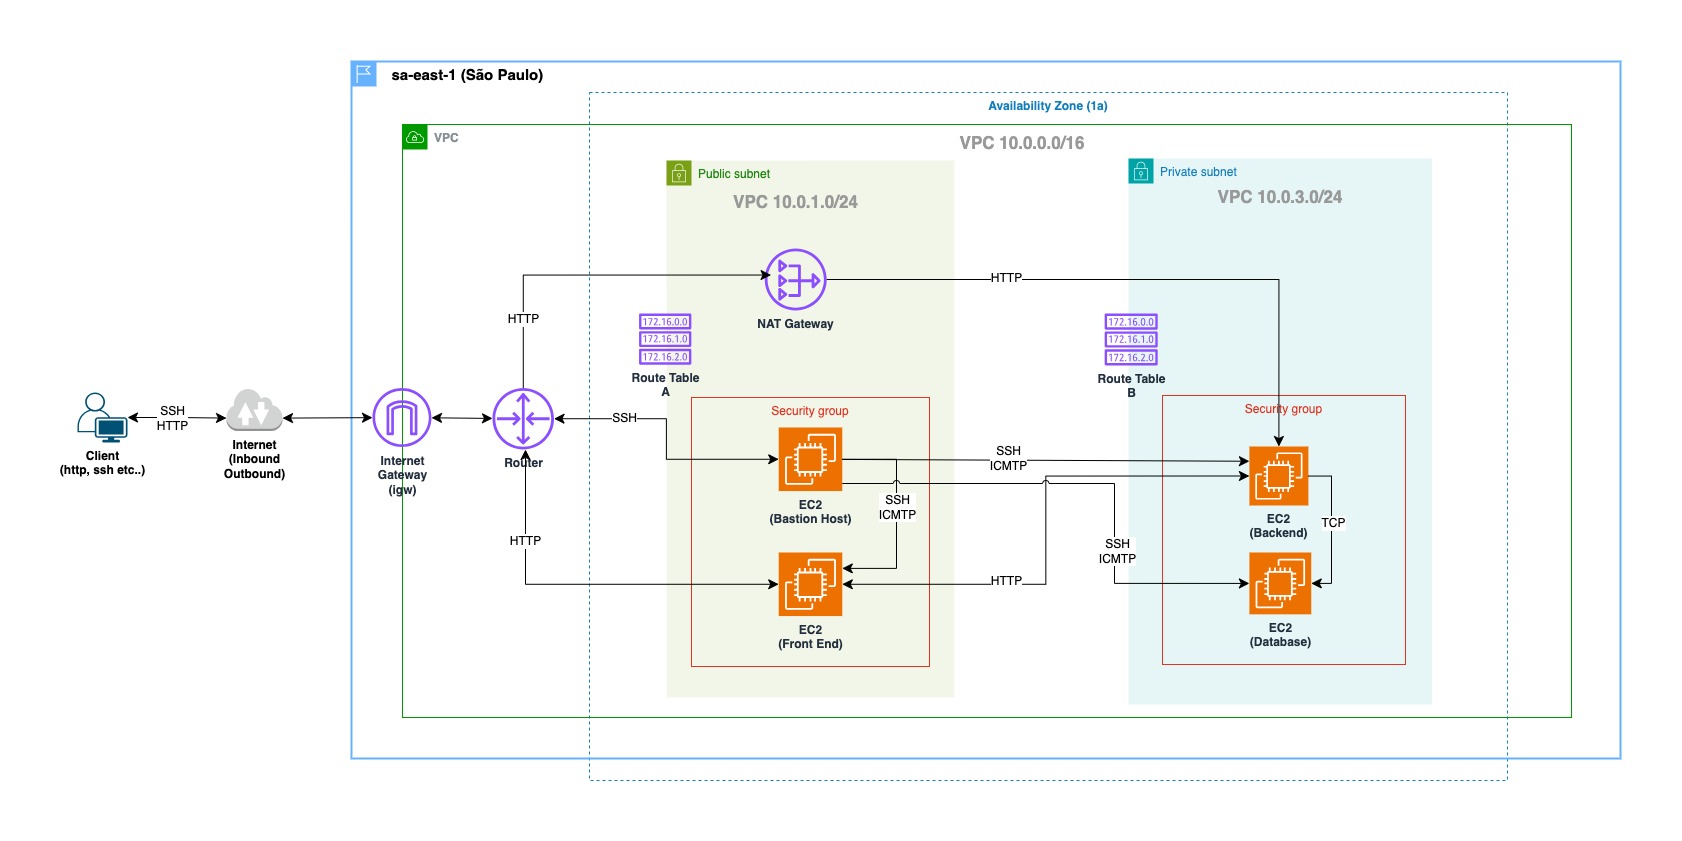 sa-east-1 (São Paulo)
Availability Zone (1a)
VPC
VPC 10.0.0.0/16
Public subnet
VPC 10.0.1.0/24
Private subnet
VPC 10.0.3.0/24
HTTP
NAT Gateway
HTTP
172.16.0.0
172.16.1.0
172.16.2.0
Route Table
A
172.16.0.0
172.16.1.0
172.16.2.0
Route Table
B
Client
(http, ssh etc..)
SSH
HTTP
Internet
(Inbound
Outbound)
Internet
Gateway
(igw)
Router
SSH
HTTP
Security group
EC2
(Bastion Host)
SSH
ICMTP
EC2
(Front End)
SSH
ICMTP
HTTP
SSH
ICMTP
Security group
EC2
(Backend)
TCP
EC2
(Database)